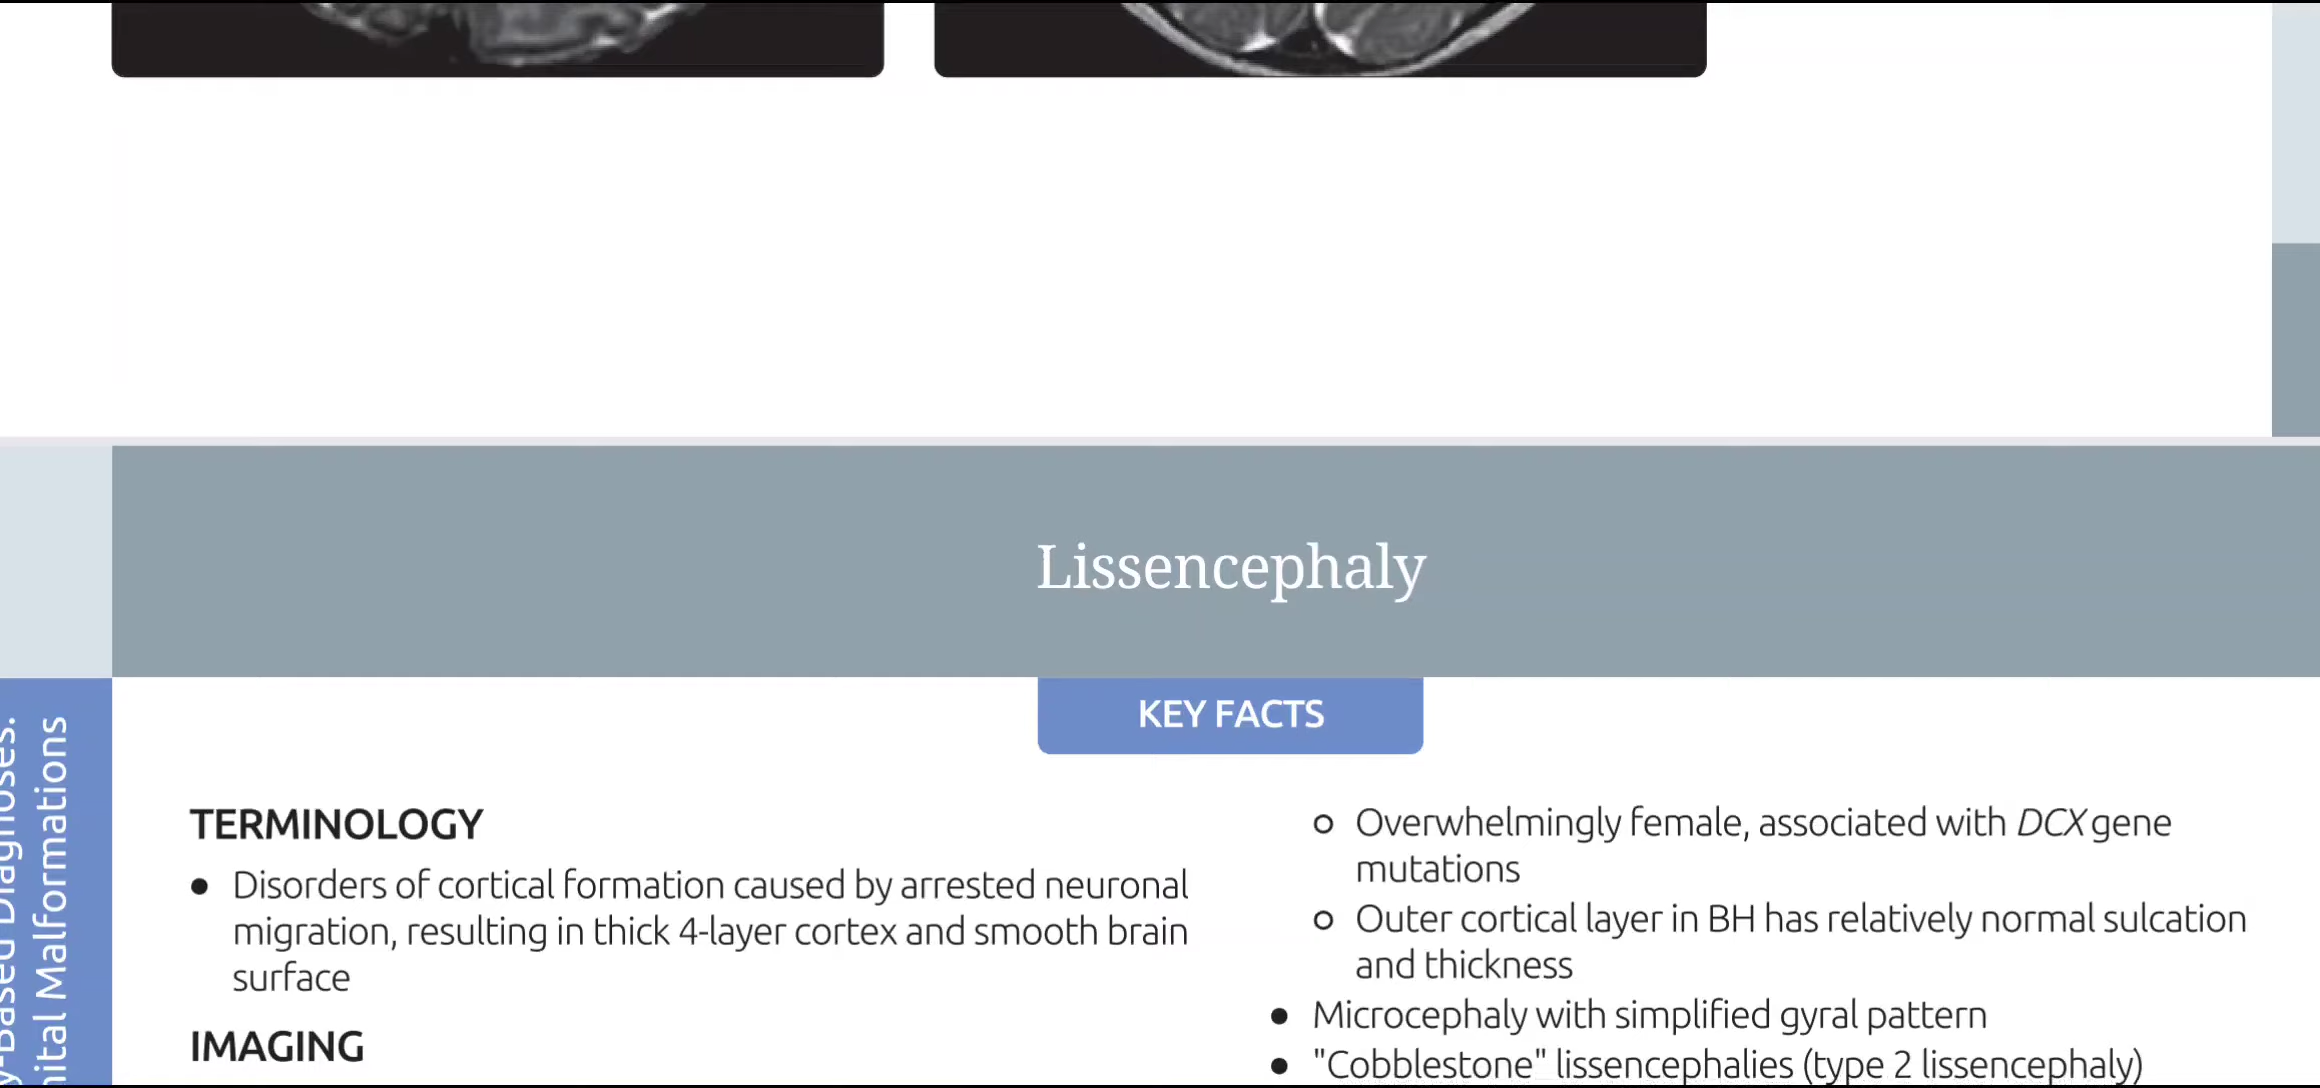 Lissencephaly
KEY FACTS
TERMINOLOGY
● Disorders of cortical formation caused by arrested neuronal
migration, resulting in thick 4-layer cortex and smooth brain
surface
IMAGING
○ Overwhelmingly female, associated with DCX gene
mutations
○ Outer cortical layer in BH has relatively normal sulcation
and thickness
● Microcephaly with simplified gyral pattern
● "Cobblestone" lissencephalies (type 2 lissencephaly)
Diagnoses:
Malformations